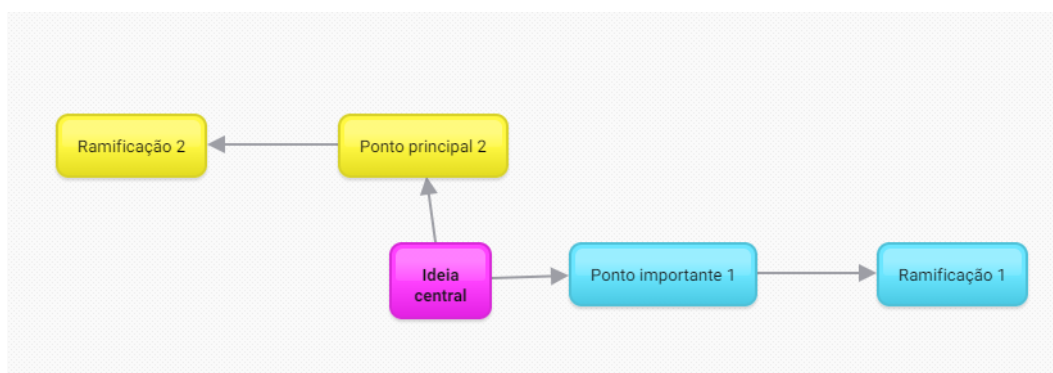 Ramificação 2
Ponto principal 2
Ideia
central
Ponto importante 1
Ramificação 1